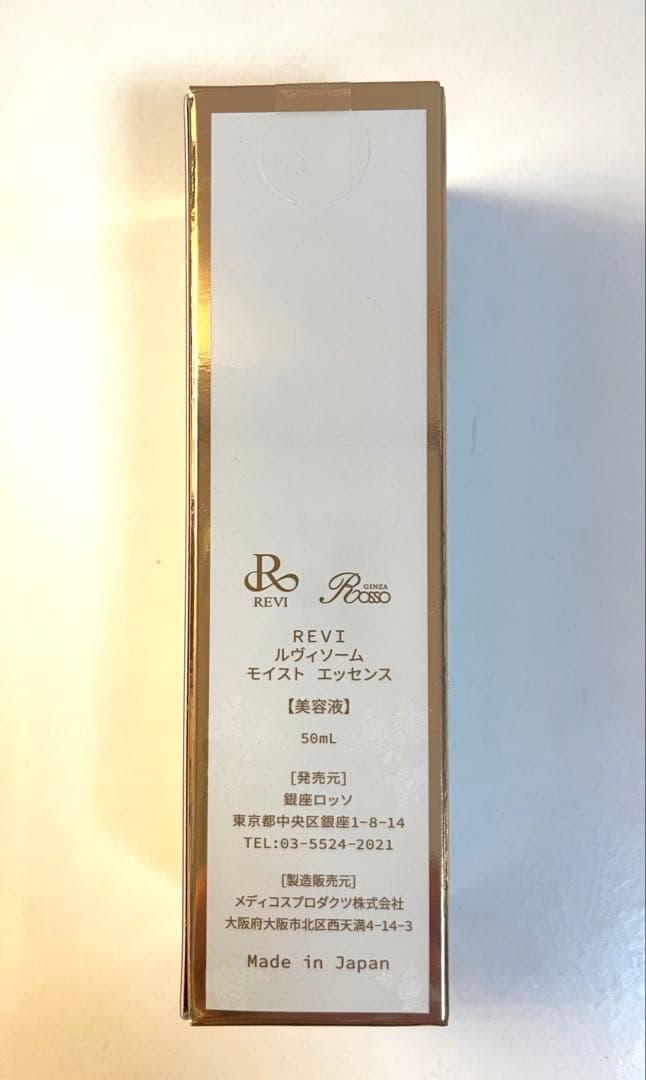 R
REVI
GINZA
Rosso
REVI
ルヴィソーム
モイスト エッセンス
【美容液】
50mL
[発売元]
銀座ロッソ
東京都中央区銀座1-8-14
TEL:03-5524-2021
[製造販売元]
メディコスプロダクツ株式会社
大阪府大阪市北区西天満4-14-3
Made in Japan